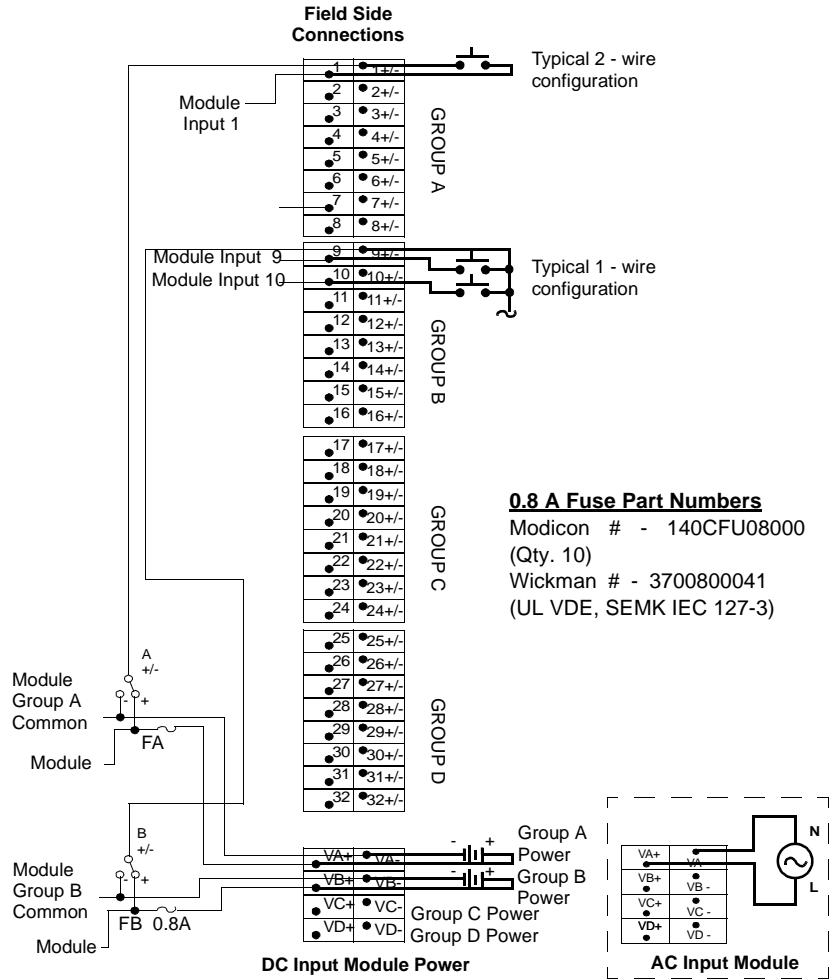 Field Side
Connections
1 1+/-
2 2+/-
3 3+/-
4 4+/-
5 5+/-
6 6+/-
7 7+/-
8 8+/-
GROUP A
Typical 2 - wire
configuration
Module
Input 1
9 9+/-
10 10+/-
11 11+/-
12 12+/-
13 13+/-
14 14+/-
15 15+/-
16 16+/-
GROUP B
Module Input 9
Module Input 10
Typical 1 - wire
configuration
17 17+/-
18 18+/-
19 19+/-
20 20+/-
21 21+/-
22 22+/-
23 23+/-
24 24+/-
GROUP C
0.8 A Fuse Part Numbers
Modicon # - 140CFU08000
(Qty. 10)
Wickman # - 3700800041
(UL VDE, SEMK IEC 127-3)
25 25+/-
26 26+/-
27 27+/-
28 28+/-
29 29+/-
30 30+/-
31 31+/-
32 32+/-
GROUP D
A
+/-
- +
Module
Group A
Common
FA
Module
B
+/-
- +
Module
Group B
Common
FB 0.8A
Module
VA+ VA-
VB+ VB-
VC+ VC-
VD+ VD-
- +
- +
Group A
Power
Group B
Power
Group C Power
Group D Power
DC Input Module Power
VA+ VA-
VB+ VB -
VC+ VC -
VD+ VD -
N
L
AC Input Module